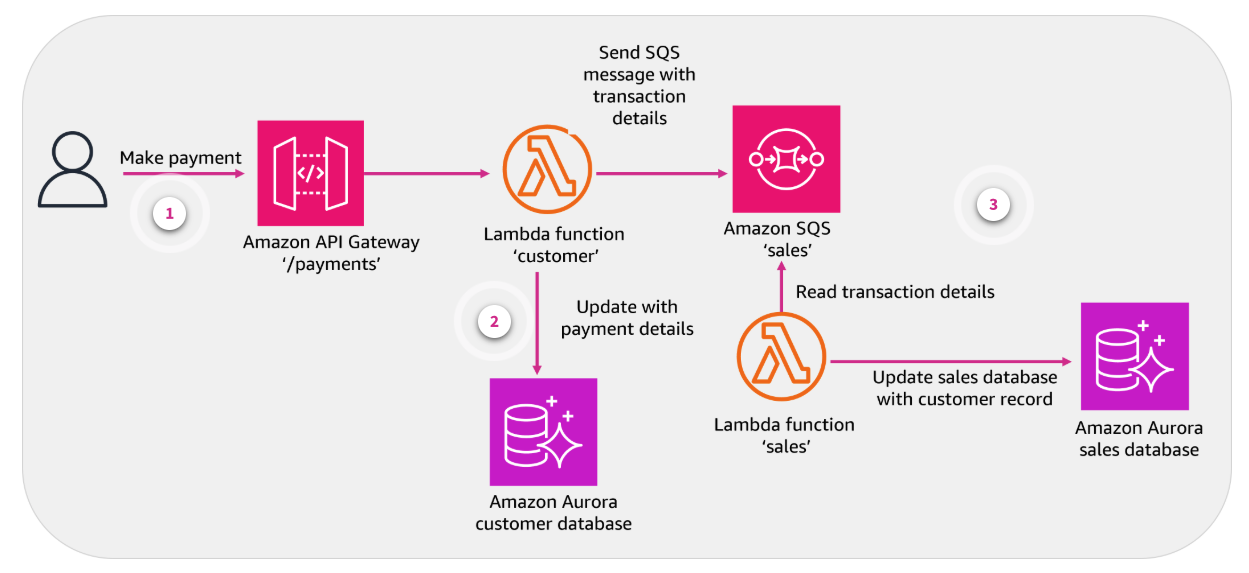 Make payment
1
</>
Amazon API Gateway
‘/payments’
Lambda function
‘customer’
Send SQS
message with
transaction
details
Amazon SQS
‘sales’
3
2
Update with
payment details
Amazon Aurora
customer database
Read transaction details
Lambda function
‘sales’
Update sales database
with customer record
Amazon Aurora
sales database